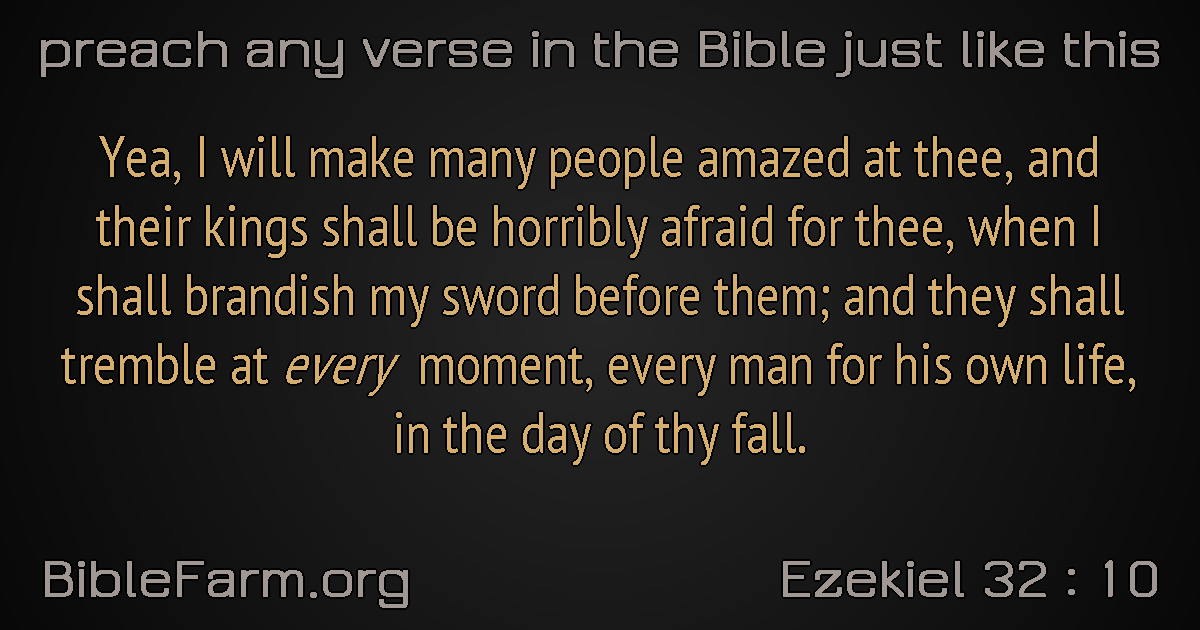 preach any verse in the Bible just like this
Yea, I will make many people amazed at thee, and
their kings shall be horribly afraid for thee, when I
shall brandish my sword before them; and they shall
tremble at every moment, every man for his own life,
in the day of thy fall.
BibleFarm.org
Ezekiel 32 : 10